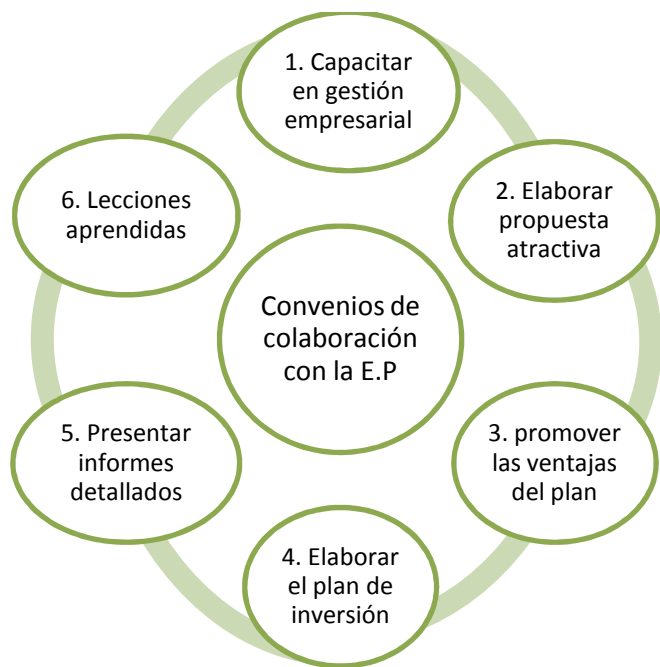 1. Capacitar
en gestión
empresarial
2. Elaborar
propuesta
atractiva
3. promover
las ventajas
del plan
4. Elaborar
el plan de
inversión
5. Presentar
informes
detallados
6. Lecciones
aprendidas
Convenios de
colaboración
con la E.P